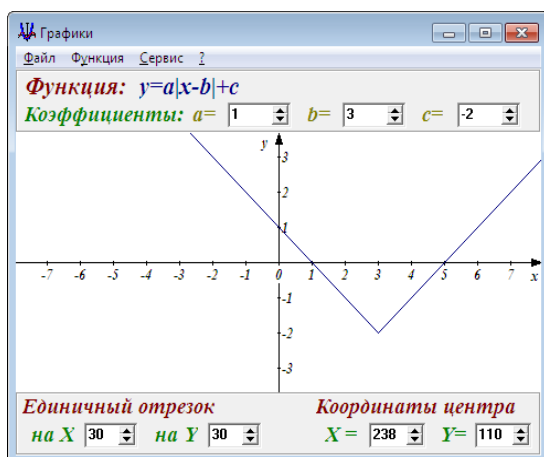 Графики
Файл Функция Сервис ?
Функция: y=a|x-b|+c
Коэффициенты: a= 1 b= 3 c= -2
y
3
2
1
-7 -6 -5 -4 -3 -2 -1 0 1 2 3 4 5 6 7 x
-1
-2
-3
Единичный отрезок Координаты центра
на X 30 на Y 30 X = 238 Y= 110